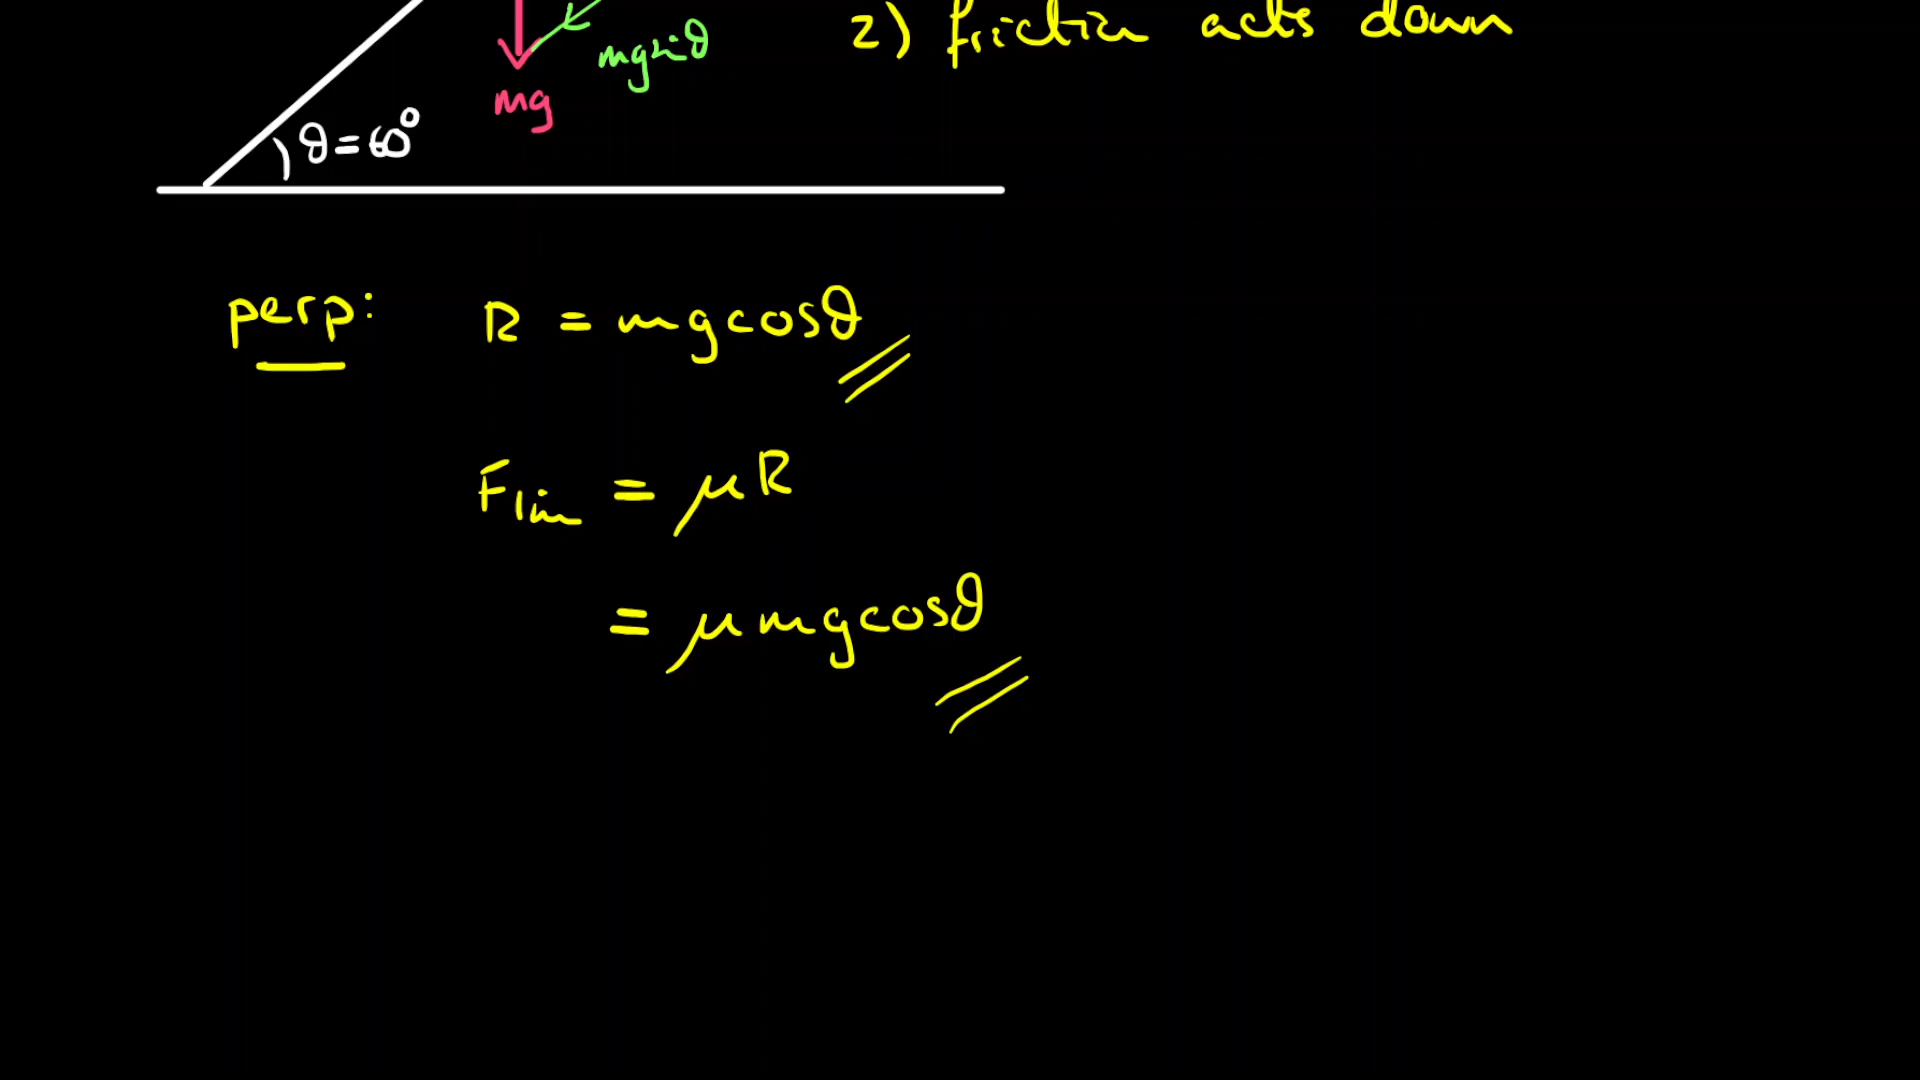 2) friction acts down
mgsinθ
mg
θ=60°
perp: R = mgcosθ
Flim = μR
= μmgcosθ